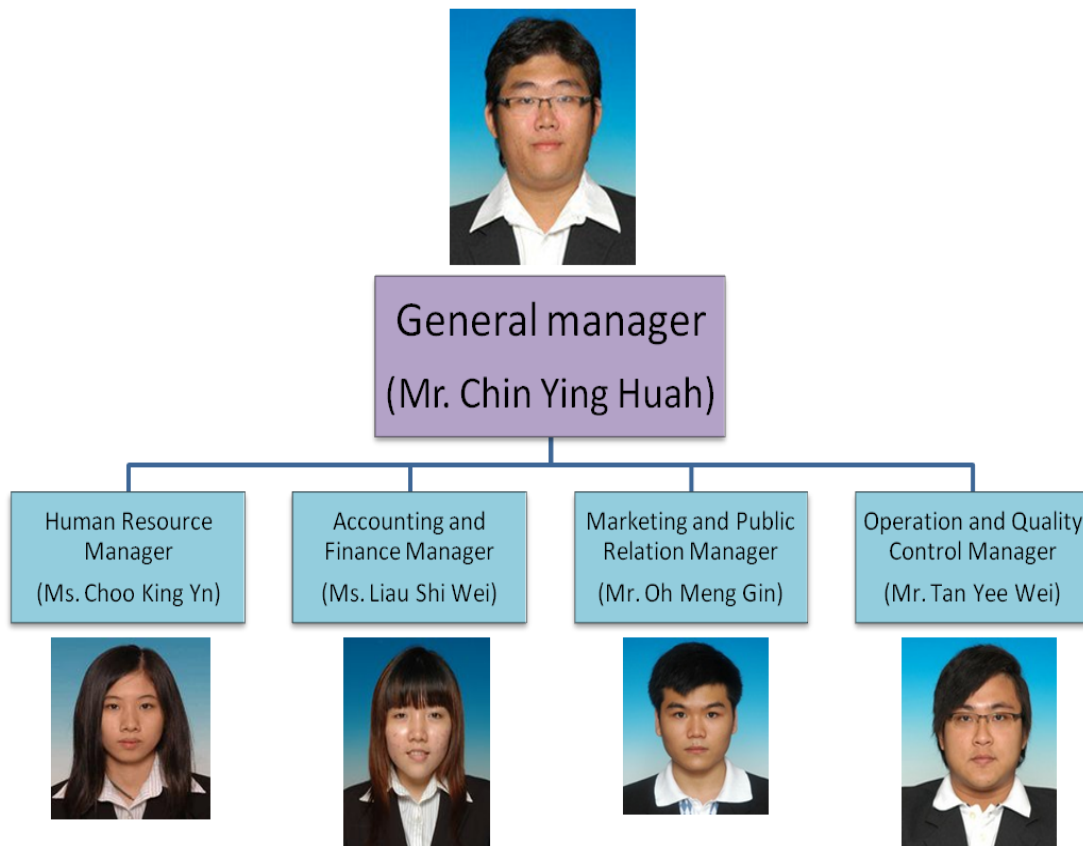 General manager
(Mr. Chin Ying Huah)
Human Resource
Manager
(Ms. Choo King Yn)
Accounting and
Finance Manager
(Ms. Liau Shi Wei)
Marketing and Public
Relation Manager
(Mr. Oh Meng Gin)
Operation and Quality
Control Manager
(Mr. Tan Yee Wei)